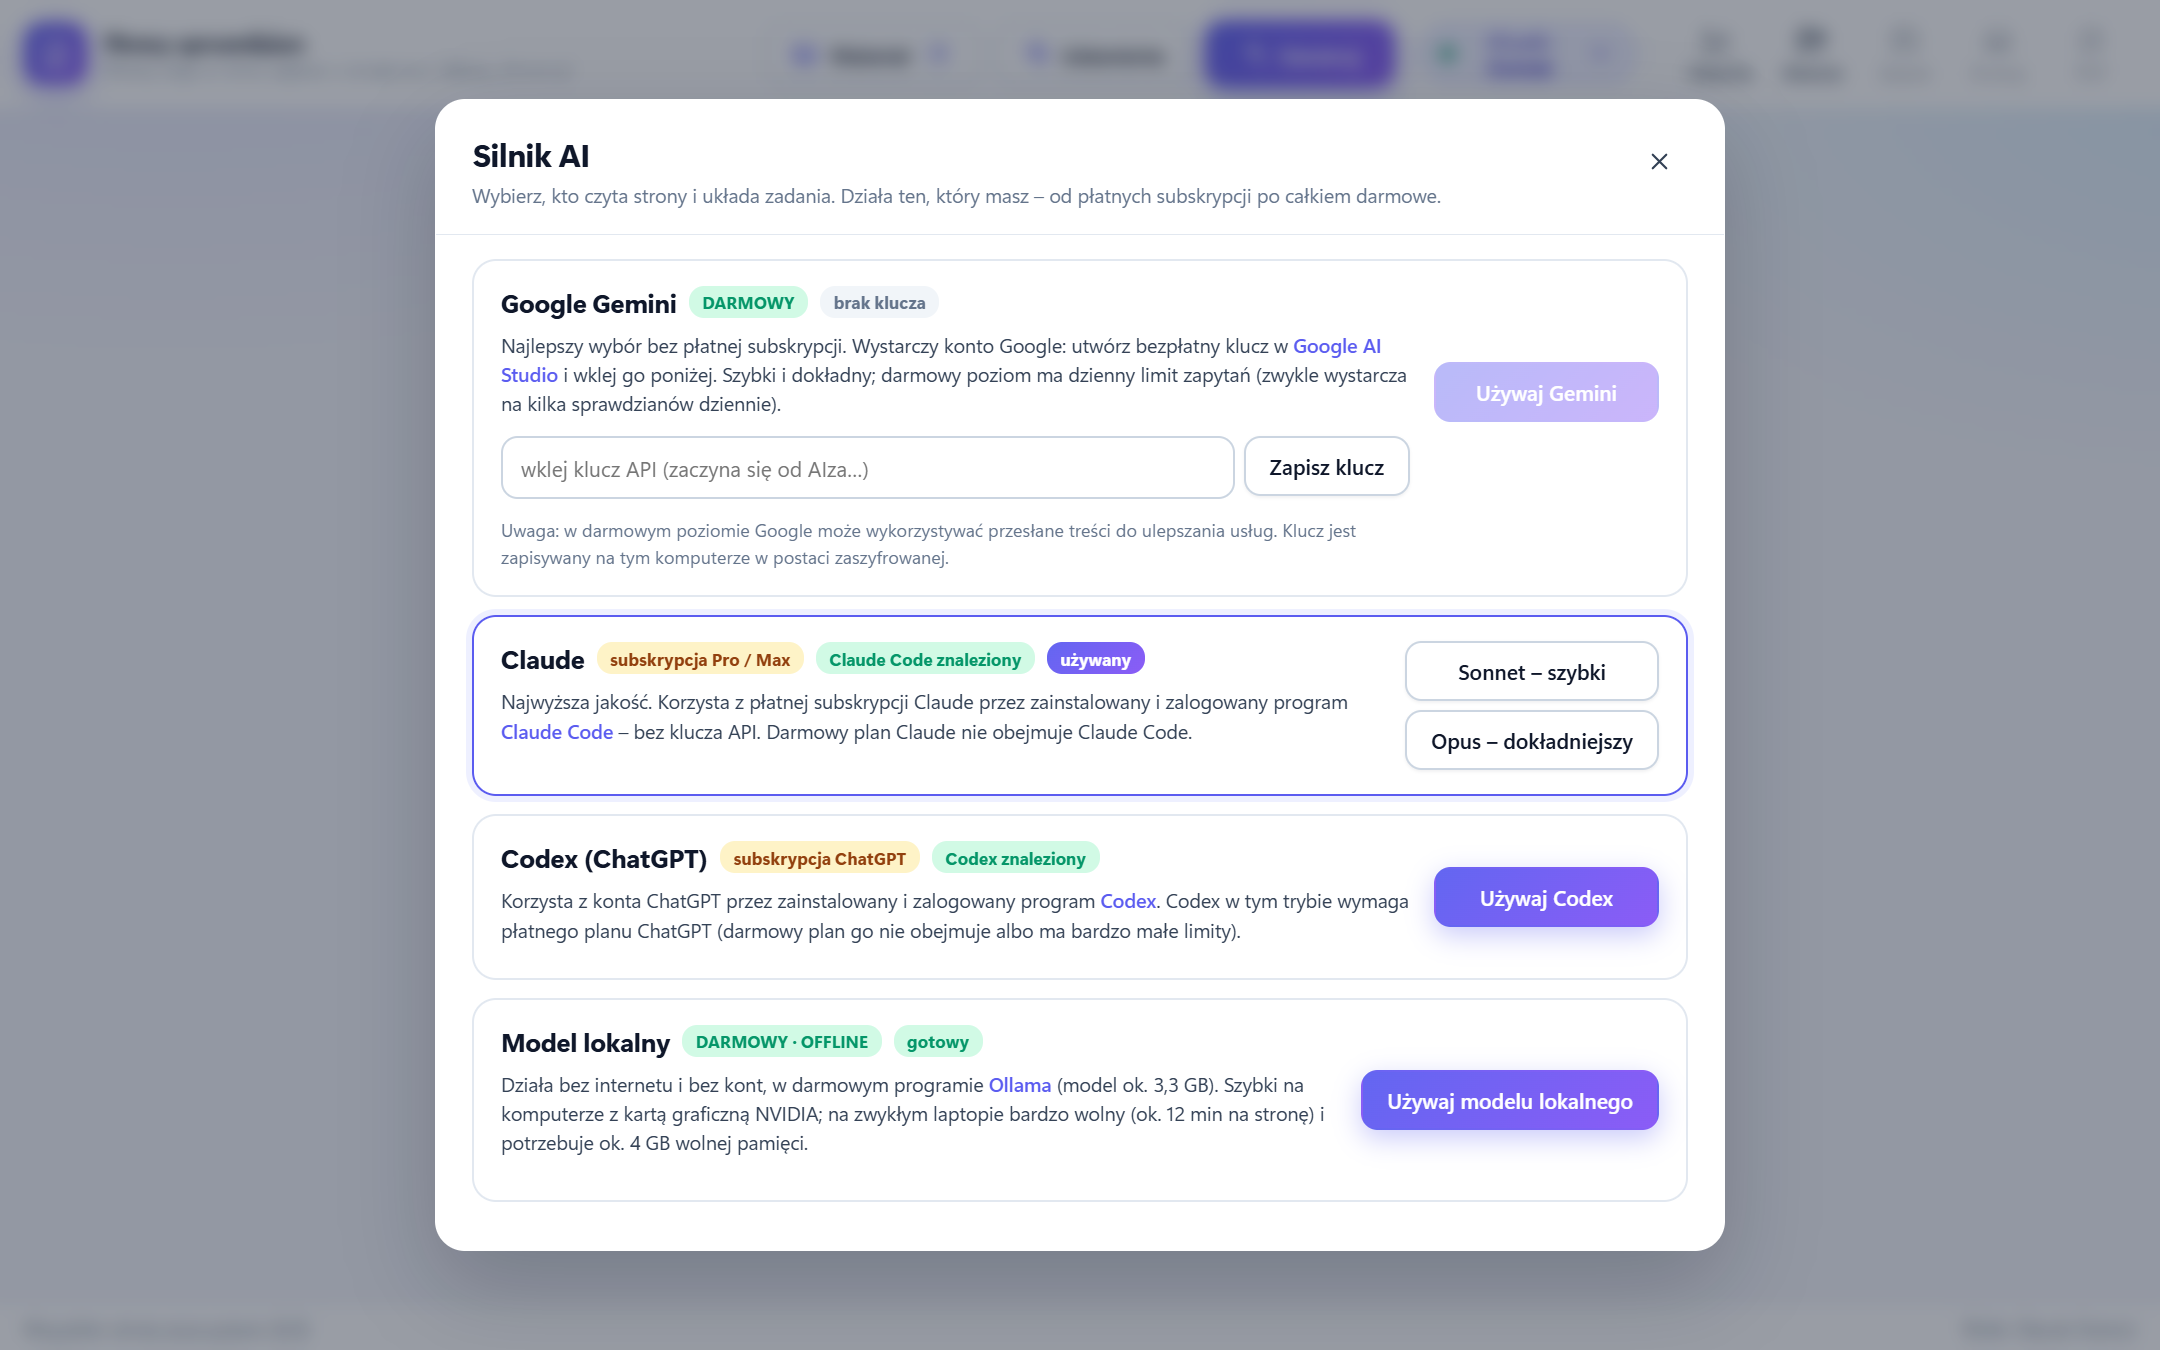 Silnik AI
Wybierz, kto czyta strony i układa zadania. Działa ten, który masz – od płatnych subskrypcji po całkiem darmowe.
Google Gemini DARMOWY brak klucza
Najlepszy wybór bez płatnej subskrypcji. Wystarczy konto Google: utwórz bezpłatny klucz w Google AI
Studio i wklej go poniżej. Szybki i dokładny; darmowy poziom ma dzienny limit zapytań (zwykle wystarcza
na kilka sprawdzianów dziennie).
Używaj Gemini
wklej klucz API (zaczyna się od AIza...)
Zapisz klucz
Uwaga: w darmowym poziomie Google może wykorzystywać przesłane treści do ulepszania usług. Klucz jest
zapisywany na tym komputerze w postaci zaszyfrowanej.
Claude subskrypcja Pro / Max Claude Code znaleziony używany
Najwyższa jakość. Korzysta z płatnej subskrypcji Claude przez zainstalowany i zalogowany program
Claude Code – bez klucza API. Darmowy plan Claude nie obejmuje Claude Code.
Sonnet – szybki
Opus – dokładniejszy
Codex (ChatGPT) subskrypcja ChatGPT Codex znaleziony
Korzysta z konta ChatGPT przez zainstalowany i zalogowany program Codex. Codex w tym trybie wymaga
płatnego planu ChatGPT (darmowy plan go nie obejmuje albo ma bardzo małe limity).
Używaj Codex
Model lokalny DARMOWY · OFFLINE gotowy
Działa bez internetu i bez kont, w darmowym programie Ollama (model ok. 3,3 GB). Szybki na
komputerze z kartą graficzną NVIDIA; na zwykłym laptopie bardzo wolny (ok. 12 min na stronę) i
potrzebuje ok. 4 GB wolnej pamięci.
Używaj modelu lokalnego